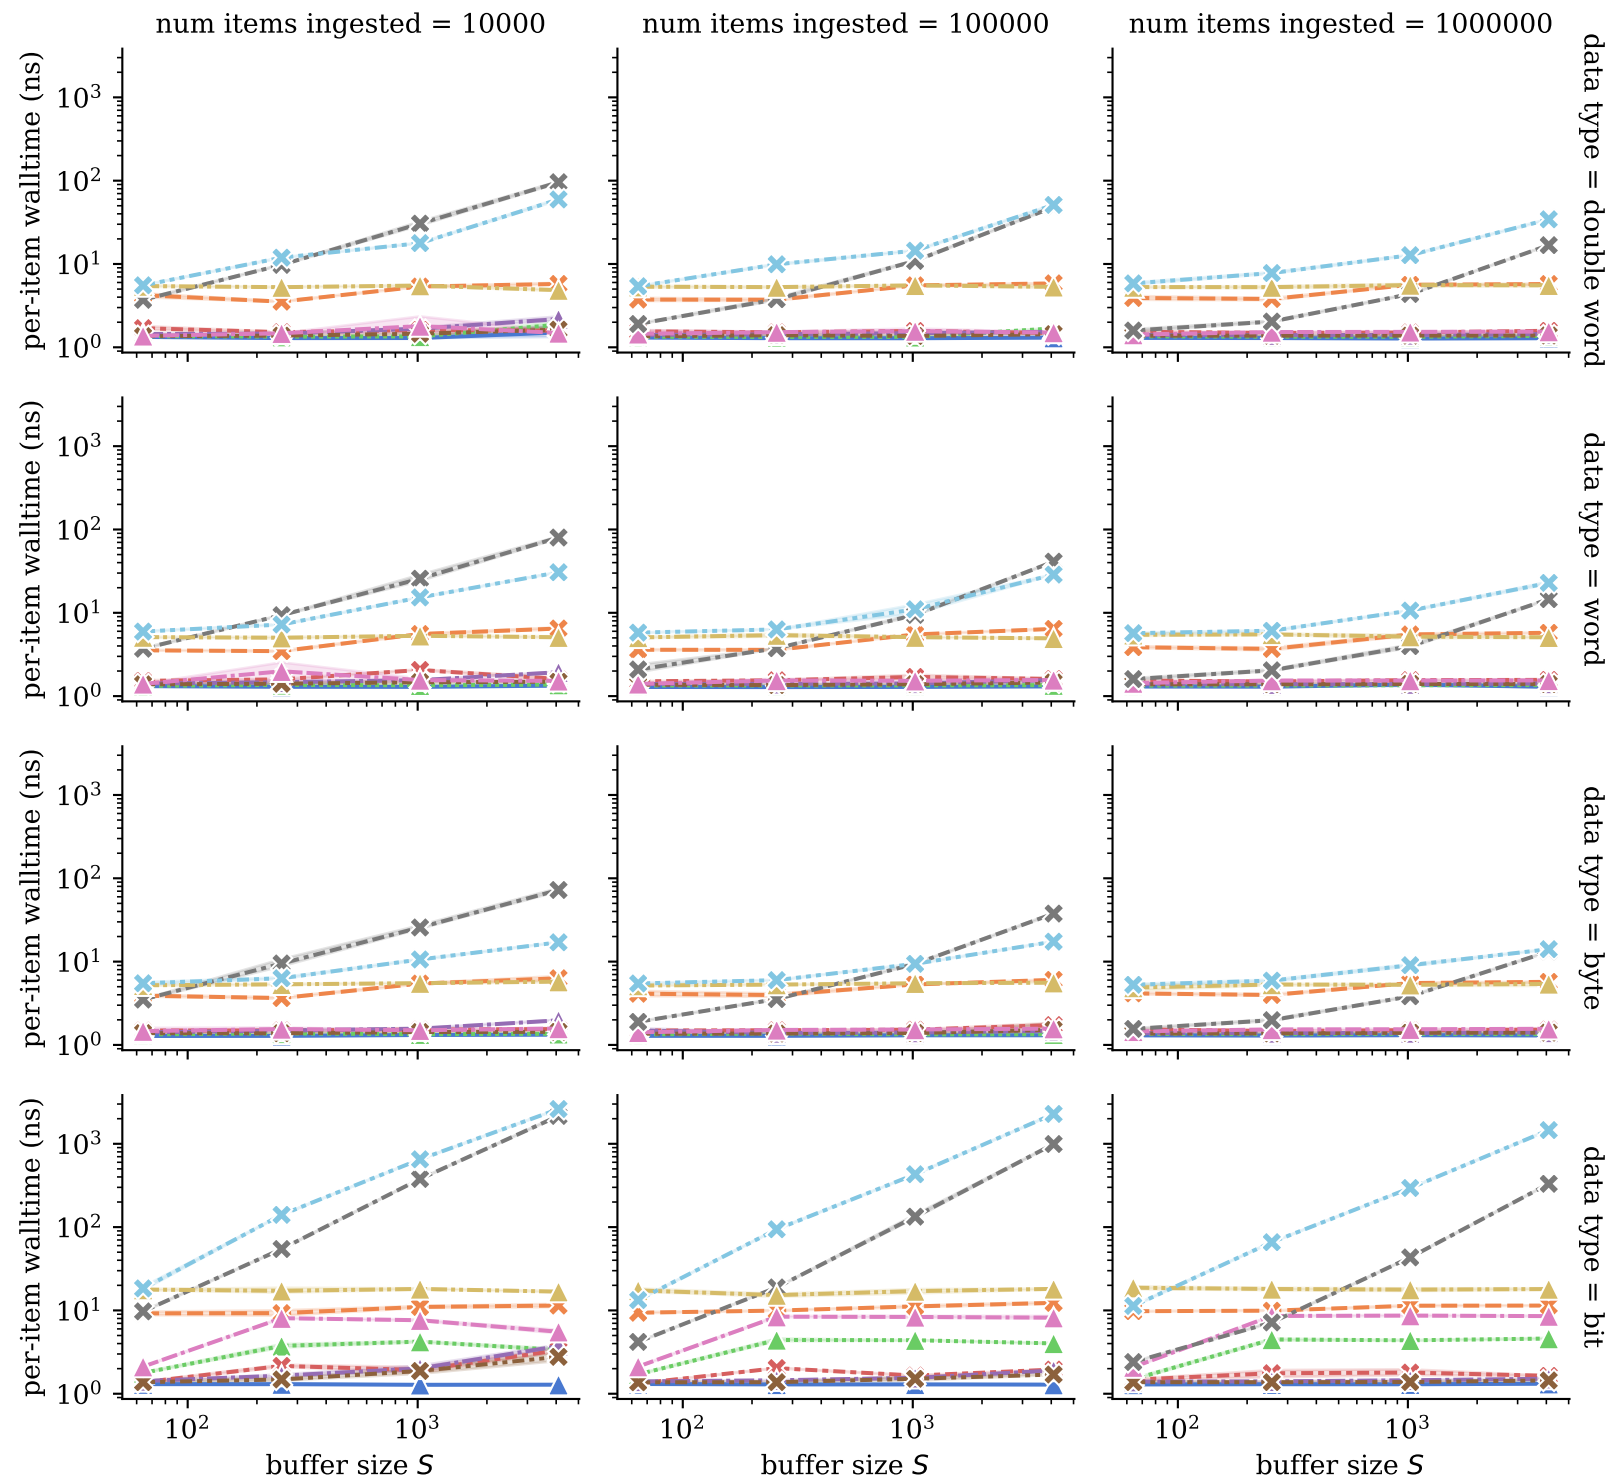 num items ingested = 10000
num items ingested = 100000
num items ingested = 1000000
per-item walltime (ns)
10³
10²
10¹
10⁰
data type = double word
per-item walltime (ns)
10³
10²
10¹
10⁰
data type = word
per-item walltime (ns)
10³
10²
10¹
10⁰
data type = byte
per-item walltime (ns)
10³
10²
10¹
10⁰
data type = bit
10² 10³ 10² 10³ 10² 10³
buffer size S
buffer size S
buffer size S